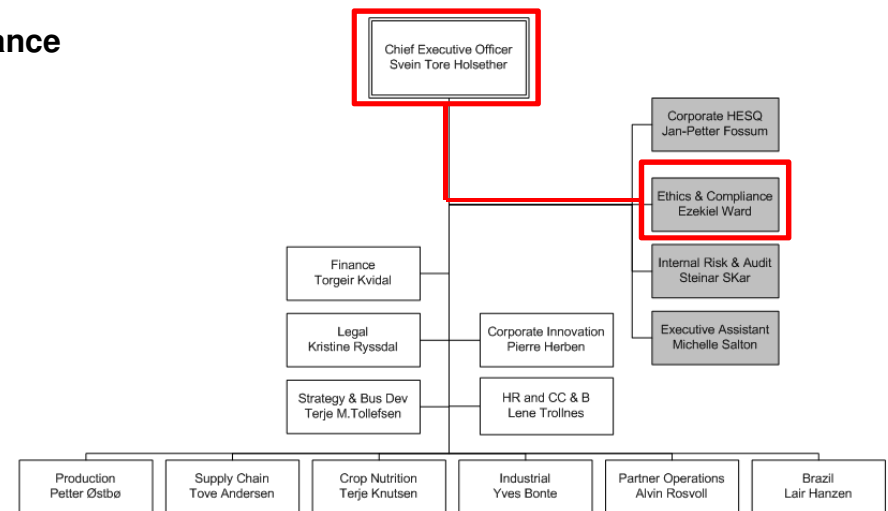 ance
Chief Executive Officer
Svein Tore Holsether
Corporate HESQ
Jan-Petter Fossum
Ethics & Compliance
Ezekiel Ward
Internal Risk & Audit
Steinar SKar
Executive Assistant
Michelle Salton
Finance
Torgeir Kvidal
Legal
Kristine Ryssdal
Corporate Innovation
Pierre Herben
Strategy & Bus Dev
Terje M.Tollefsen
HR and CC & B
Lene Trollnes
Production
Petter Østbø
Supply Chain
Tove Andersen
Crop Nutrition
Terje Knutsen
Industrial
Yves Bonte
Partner Operations
Alvin Rosvoll
Brazil
Lair Hanzen